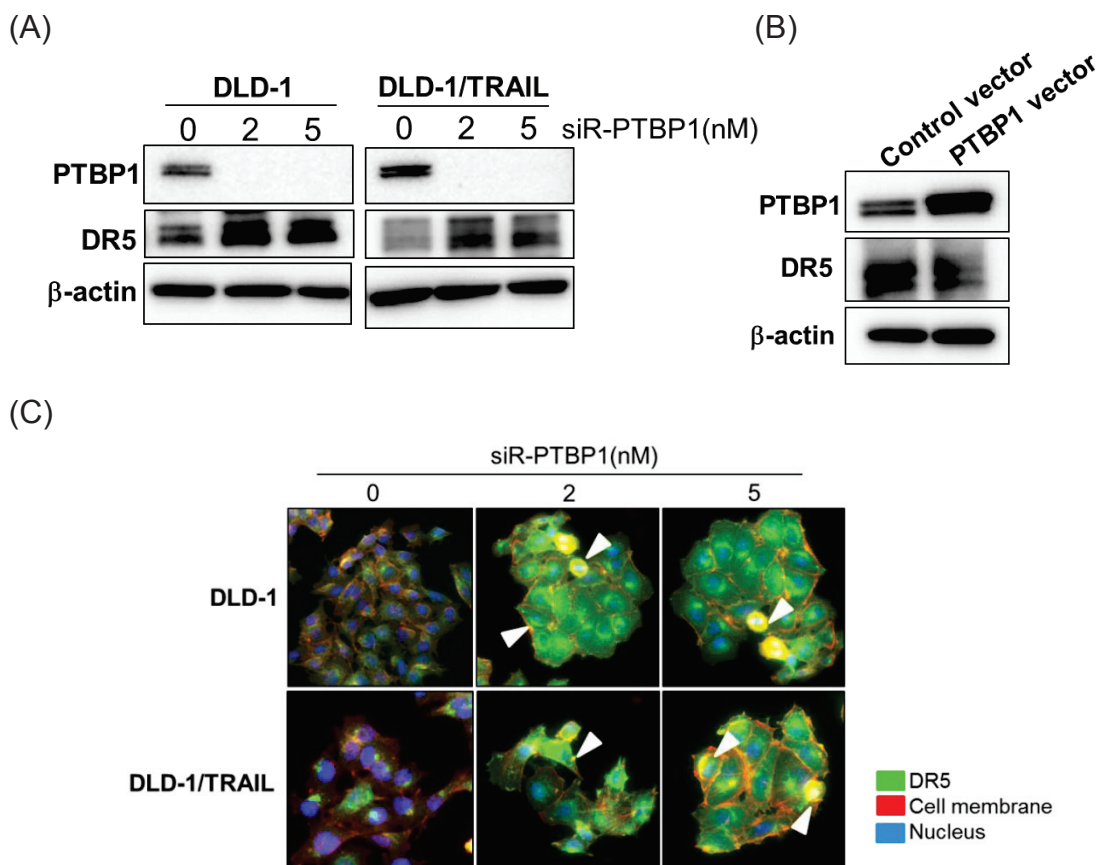 (A)
DLD-1 DLD-1/TRAIL
0 2 5 0 2 5 siR-PTBP1(nM)
PTBP1
DR5
β-actin
(B)
Control vector
PTBP1 vector
PTBP1
DR5
β-actin
(C)
siR-PTBP1(nM)
0 2 5
DLD-1
DLD-1/TRAIL
DR5
Cell membrane
Nucleus